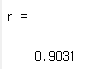 r =
0.9031